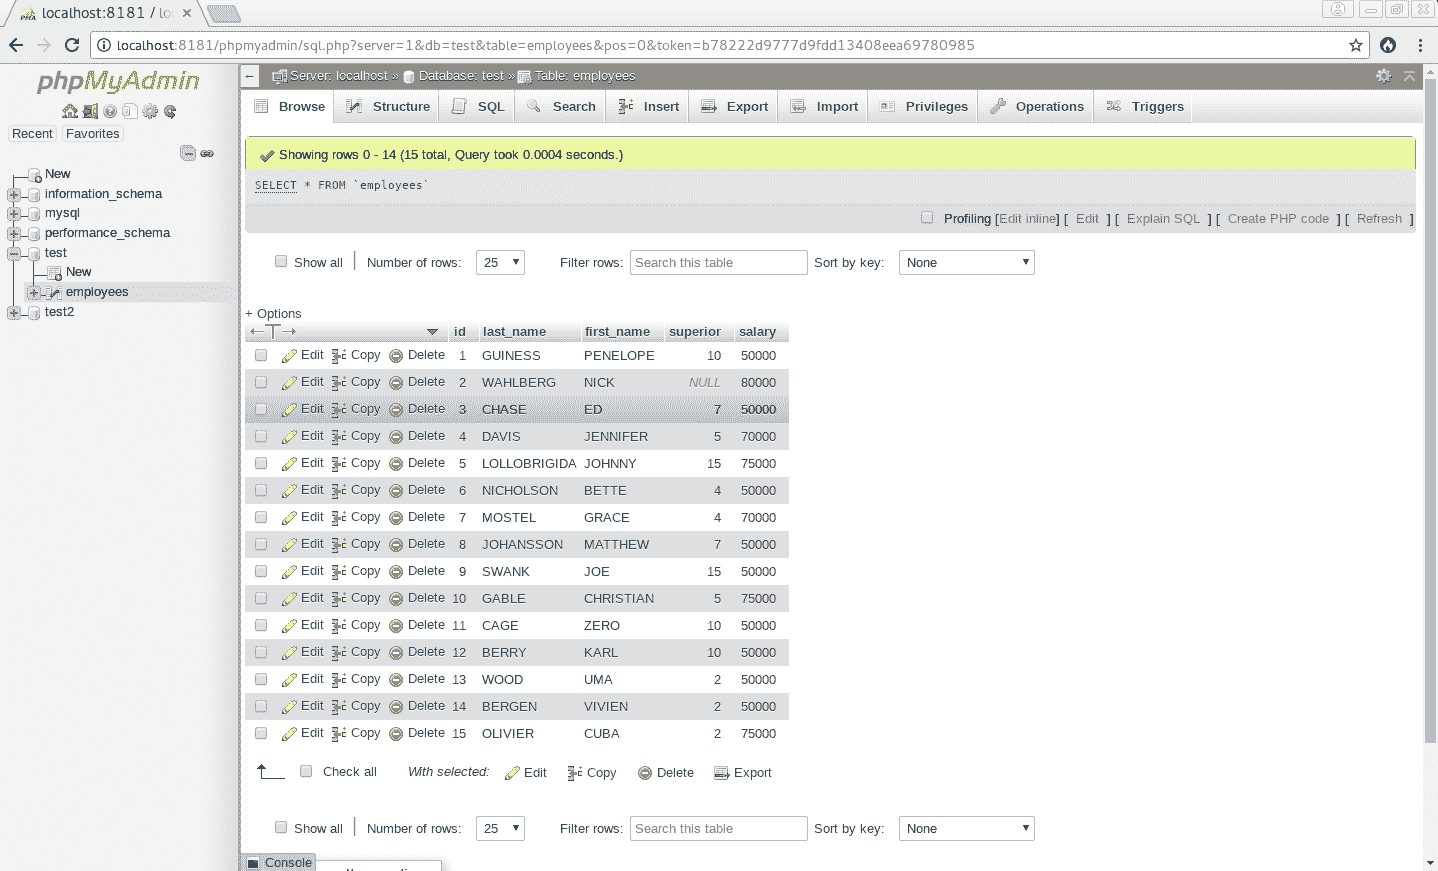 localhost:8181 / lo
localhost:8181/phpmyadmin/sql.php?server=1&db=test&table=employees&pos=0&token=b78222d9777d9fdd13408eea69780985
phpMyAdmin
Recent Favorites
New
information_schema
mysql
performance_schema
test
New
employees
test2
Server: localhost » Database: test » Table: employees
Browse Structure SQL Search Insert Export Import Privileges Operations Triggers
Showing rows 0 - 14 (15 total, Query took 0.0004 seconds.)
SELECT * FROM `employees`
Profiling [Edit inline] [ Edit ] [ Explain SQL ] [ Create PHP code ] [ Refresh ]
Show all | Number of rows: 25 Filter rows: Search this table Sort by key: None
+ Options
←T→ id last_name first_name superior salary
Edit Copy Delete 1 GUINESS PENELOPE 10 50000
Edit Copy Delete 2 WAHLBERG NICK NULL 80000
Edit Copy Delete 3 CHASE ED 7 50000
Edit Copy Delete 4 DAVIS JENNIFER 5 70000
Edit Copy Delete 5 LOLLOBRIGIDA JOHNNY 15 75000
Edit Copy Delete 6 NICHOLSON BETTE 4 50000
Edit Copy Delete 7 MOSTEL GRACE 4 70000
Edit Copy Delete 8 JOHANSSON MATTHEW 7 50000
Edit Copy Delete 9 SWANK JOE 15 50000
Edit Copy Delete 10 GABLE CHRISTIAN 5 75000
Edit Copy Delete 11 CAGE ZERO 10 50000
Edit Copy Delete 12 BERRY KARL 10 50000
Edit Copy Delete 13 WOOD UMA 2 50000
Edit Copy Delete 14 BERGEN VIVIEN 2 50000
Edit Copy Delete 15 OLIVIER CUBA 2 75000
Check all With selected: Edit Copy Delete Export
Show all | Number of rows: 25 Filter rows: Search this table Sort by key: None
Console